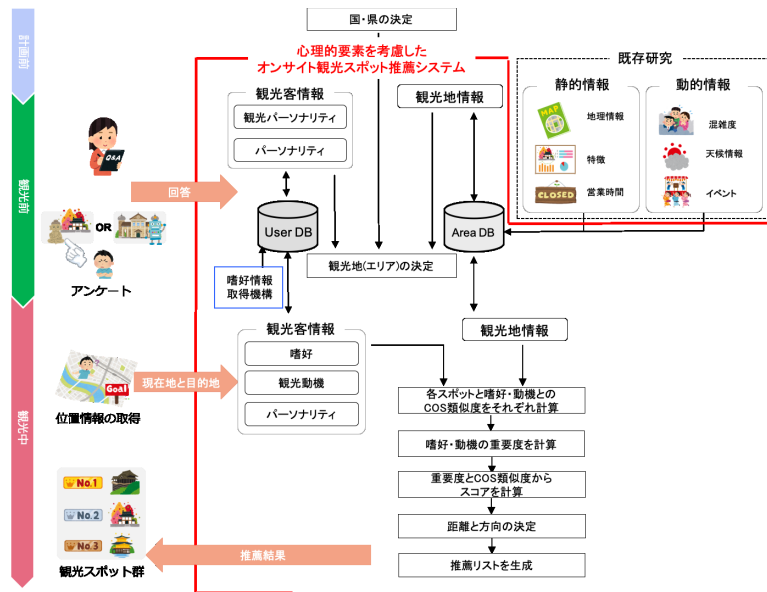 計画前
国・県の決定
心理的要素を考慮した
オンサイト観光スポット推薦システム
既存研究
観光客情報
観光パーソナリティ
パーソナリティ
観光地情報
静的情報
MAP
地理情報
特徴
CLOSED
営業時間
動的情報
混雑度
天候情報
イベント
観光前
Q&A
回答
OR
アンケート
User DB
Area DB
嗜好情報
取得機構
観光地(エリア)の決定
観光中
観光客情報
嗜好
観光動機
パーソナリティ
観光地情報
Goal
現在地と目的地
位置情報の取得
各スポットと嗜好・動機との
COS類似度をそれぞれ計算
嗜好・動機の重要度を計算
重要度とCOS類似度から
スコアを計算
距離と方向の決定
推薦リストを生成
No.1
No.2
No.3
推薦結果
観光スポット群